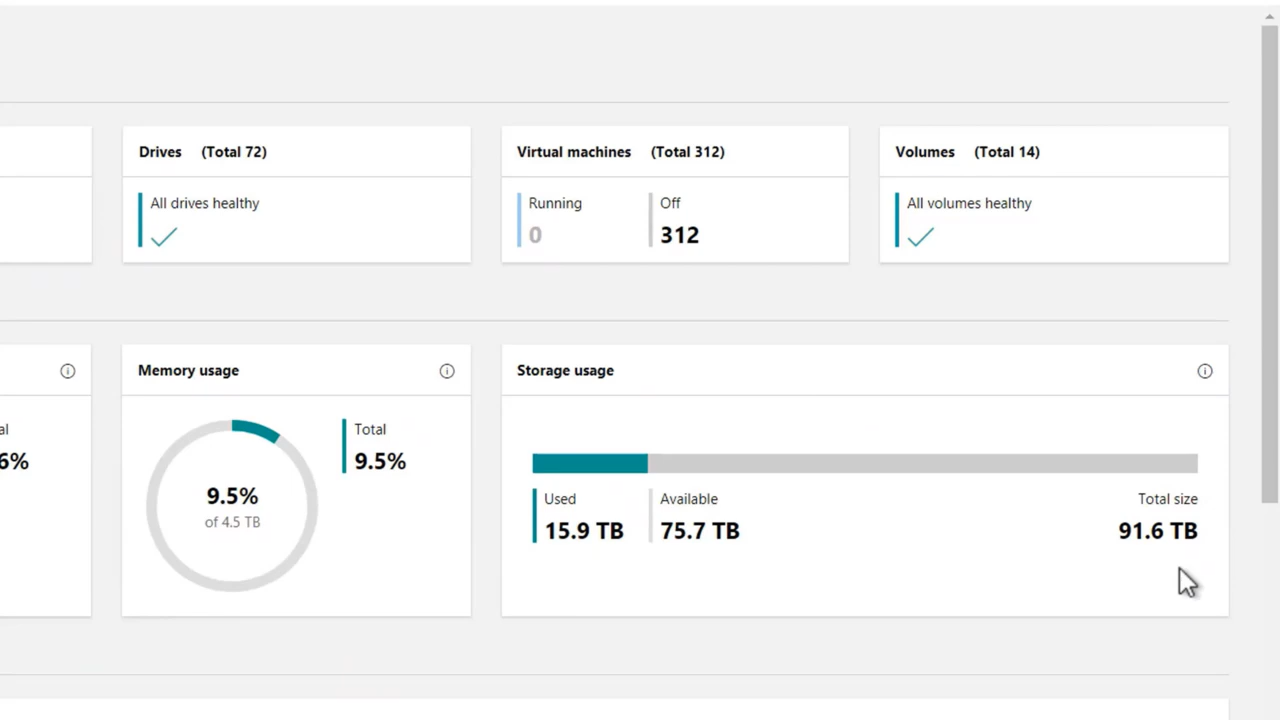 Drives (Total 72)
All drives healthy
Virtual machines (Total 312)
Running
0
Off
312
Volumes (Total 14)
All volumes healthy
al
6%
Memory usage
9.5%
of 4.5 TB
Total
9.5%
Storage usage
Used
15.9 TB
Available
75.7 TB
Total size
91.6 TB